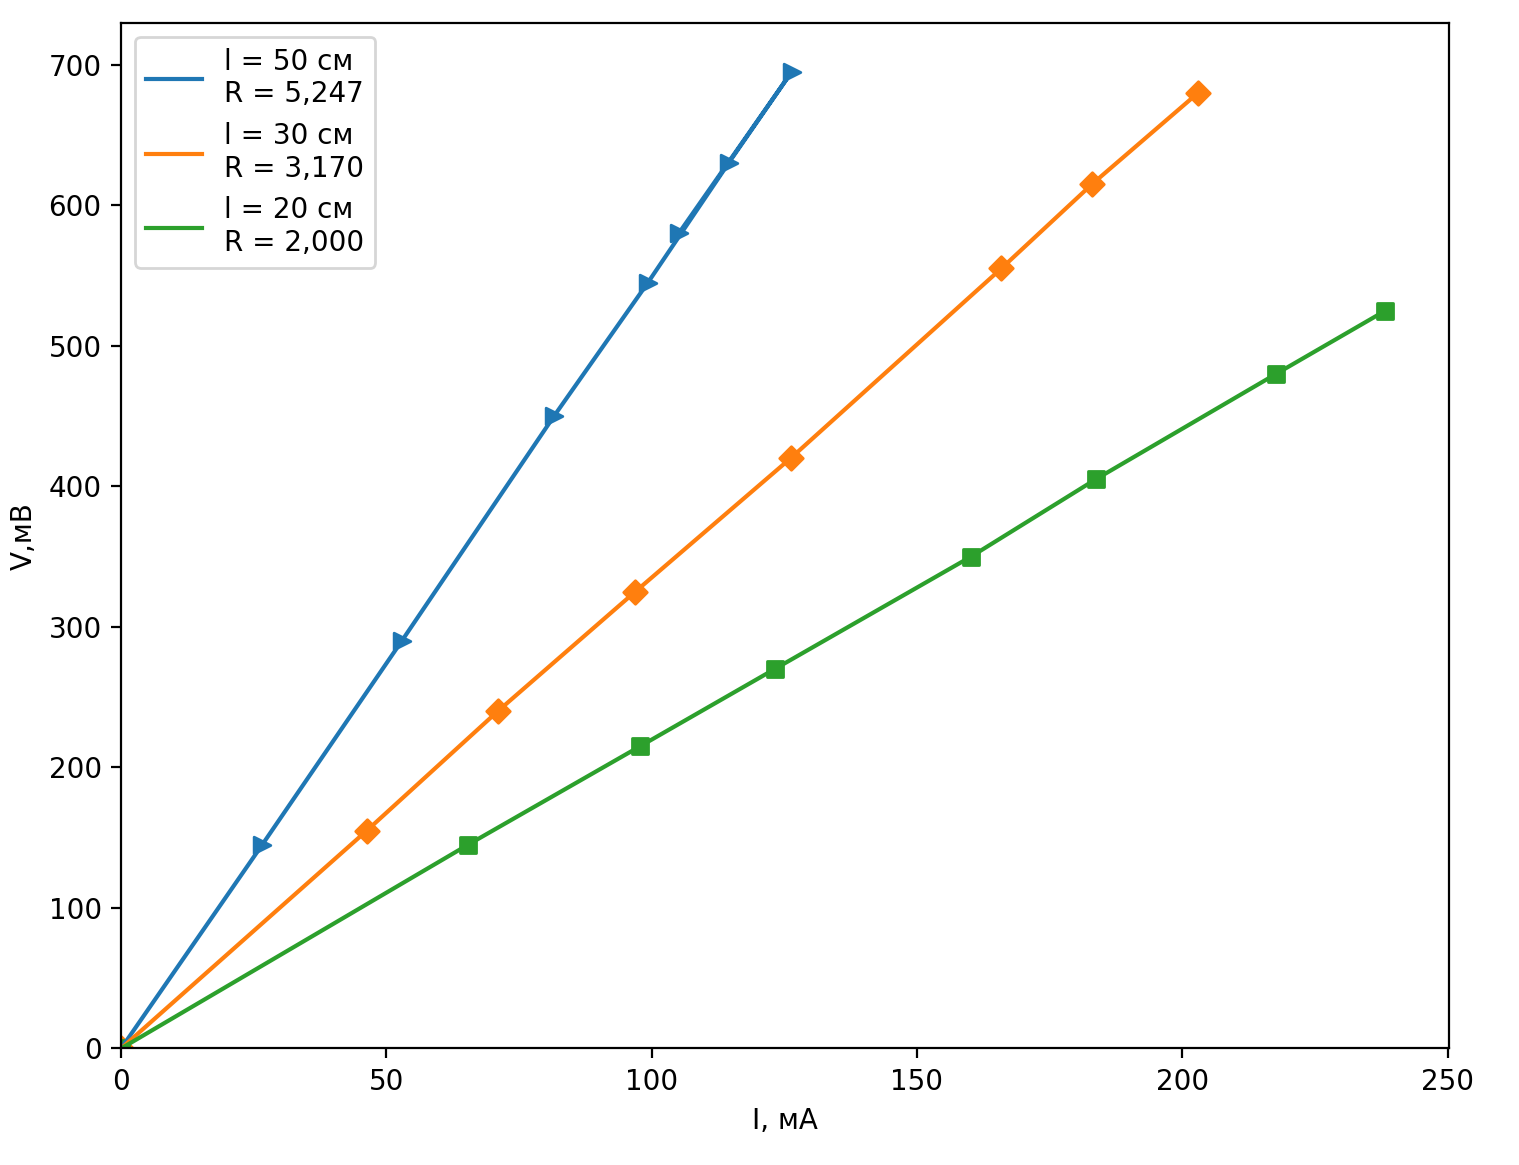 l = 50 см
R = 5,247
l = 30 см
R = 3,170
l = 20 см
R = 2,000
700
600
500
400
300
200
100
0
V,мВ
0 50 100 150 200 250
I, мА